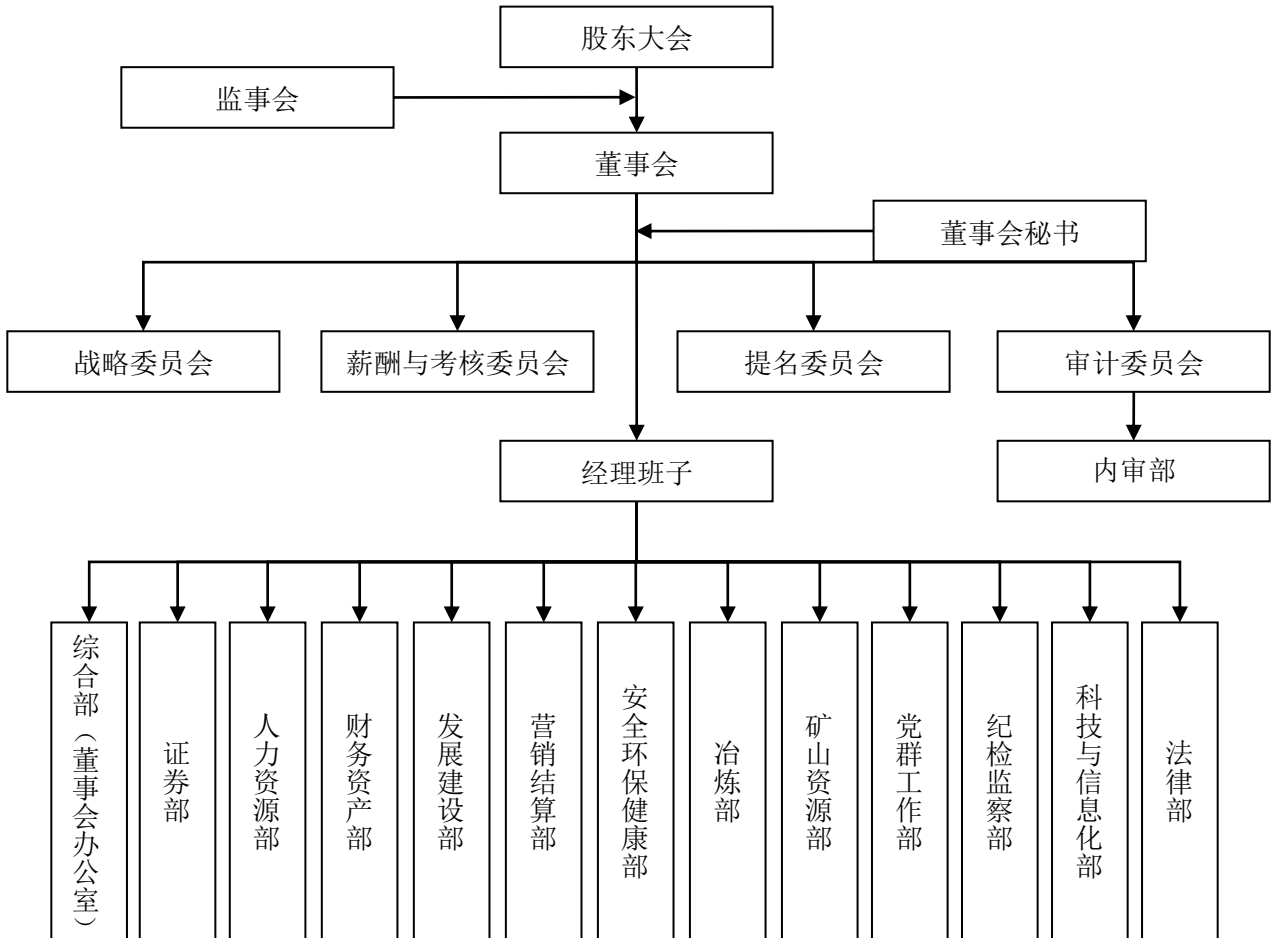 股东大会
监事会
董事会
董事会秘书
战略委员会
薪酬与考核委员会
提名委员会
审计委员会
经理班子
内审部
综合部（董事会办公室）
证券部
人力资源部
财务资产部
发展建设部
营销结算部
安全环保健康部
冶炼部
矿山资源部
党群工作部
纪检监察部
科技与信息化部
法律部